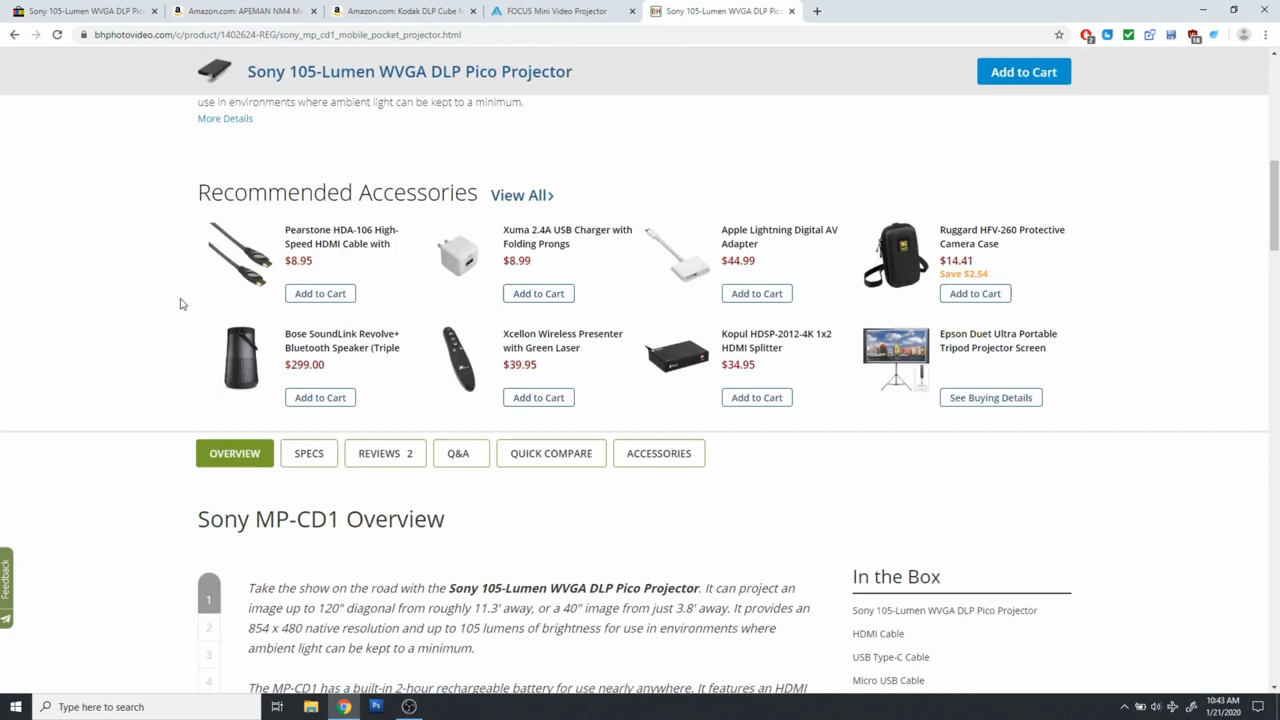 Sony 105-Lumen WVGA DLP Pic
Amazon.com: APEMAN NM4 Mi
Amazon.com: Kodak DLP Cube M
FOCUS Mini Video Projector
Sony 105-Lumen WVGA DLP Pic
bhphotovideo.com/c/product/1402624-REG/sony_mp_cd1_mobile_pocket_projector.html
2
18
Sony 105-Lumen WVGA DLP Pico Projector
Add to Cart
use in environments where ambient light can be kept to a minimum.
More Details
Recommended Accessories View All>
Pearstone HDA-106 High-
Speed HDMI Cable with
$8.95
Add to Cart
Xuma 2.4A USB Charger with
Folding Prongs
$8.99
Add to Cart
Apple Lightning Digital AV
Adapter
$44.99
Add to Cart
Ruggard HFV-260 Protective
Camera Case
$14.41
Save $2.54
Add to Cart
Bose SoundLink Revolve+
Bluetooth Speaker (Triple
$299.00
Add to Cart
Xcellon Wireless Presenter
with Green Laser
$39.95
Add to Cart
Kopul HDSP-2012-4K 1x2
HDMI Splitter
$34.95
Add to Cart
Epson Duet Ultra Portable
Tripod Projector Screen
See Buying Details
OVERVIEW SPECS REVIEWS 2 Q&A QUICK COMPARE ACCESSORIES
Sony MP-CD1 Overview
1
2
3
4
Take the show on the road with the Sony 105-Lumen WVGA DLP Pico Projector. It can project an
image up to 120" diagonal from roughly 11.3' away, or a 40" image from just 3.8' away. It provides an
854 x 480 native resolution and up to 105 lumens of brightness for use in environments where
ambient light can be kept to a minimum.
The MP-CD1 has a built-in 2-hour rechargeable battery for use nearly anywhere. It features an HDMI
In the Box
Sony 105-Lumen WVGA DLP Pico Projector
HDMI Cable
USB Type-C Cable
Micro USB Cable
Feedback
Type here to search
10:43 AM
1/21/2020